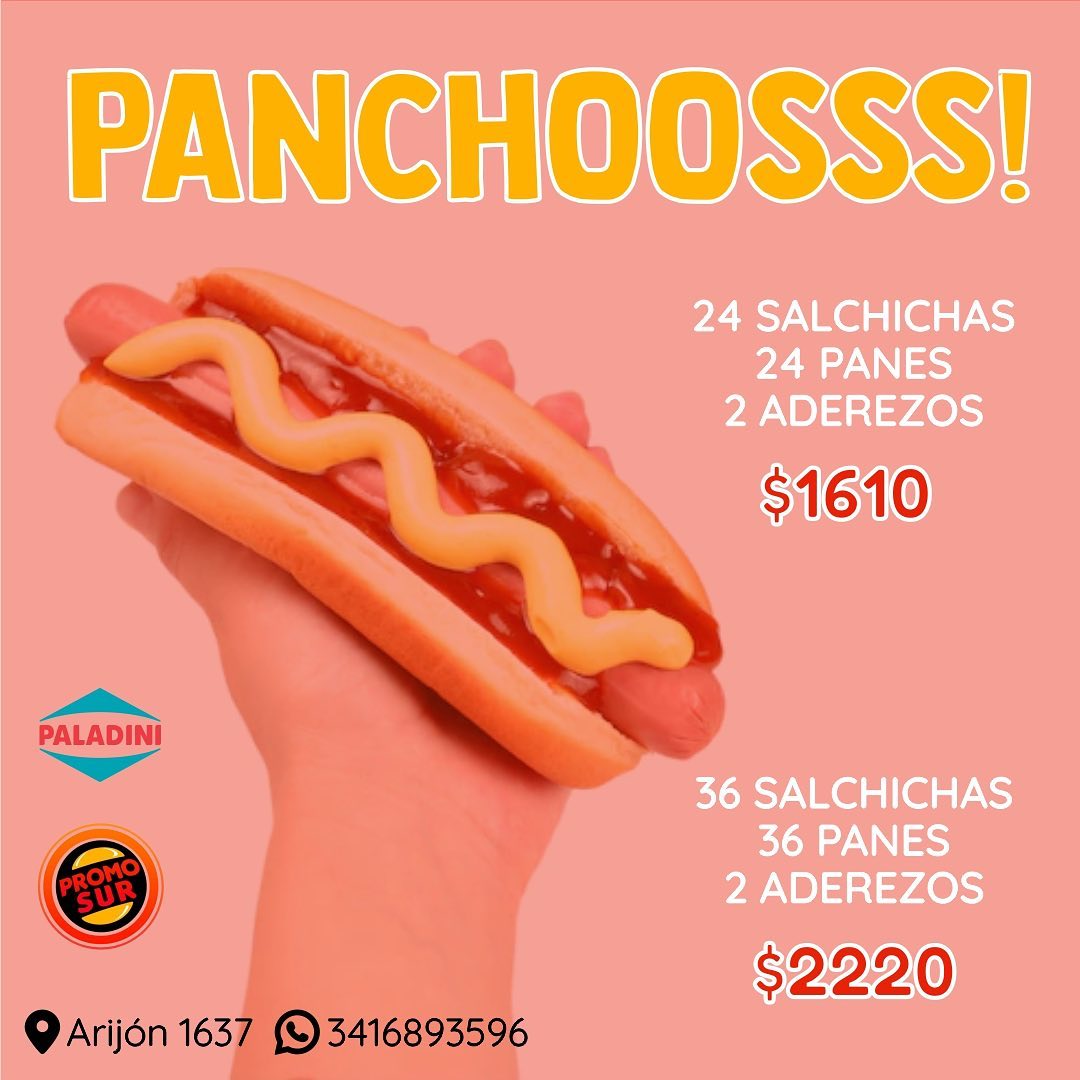 PANCHOOSSS!
24 SALCHICHAS
24 PANES
2 ADEREZOS
$1610
PALADINI
PROMO
SUR
36 SALCHICHAS
36 PANES
2 ADEREZOS
$2220
Arijón 1637 3416893596